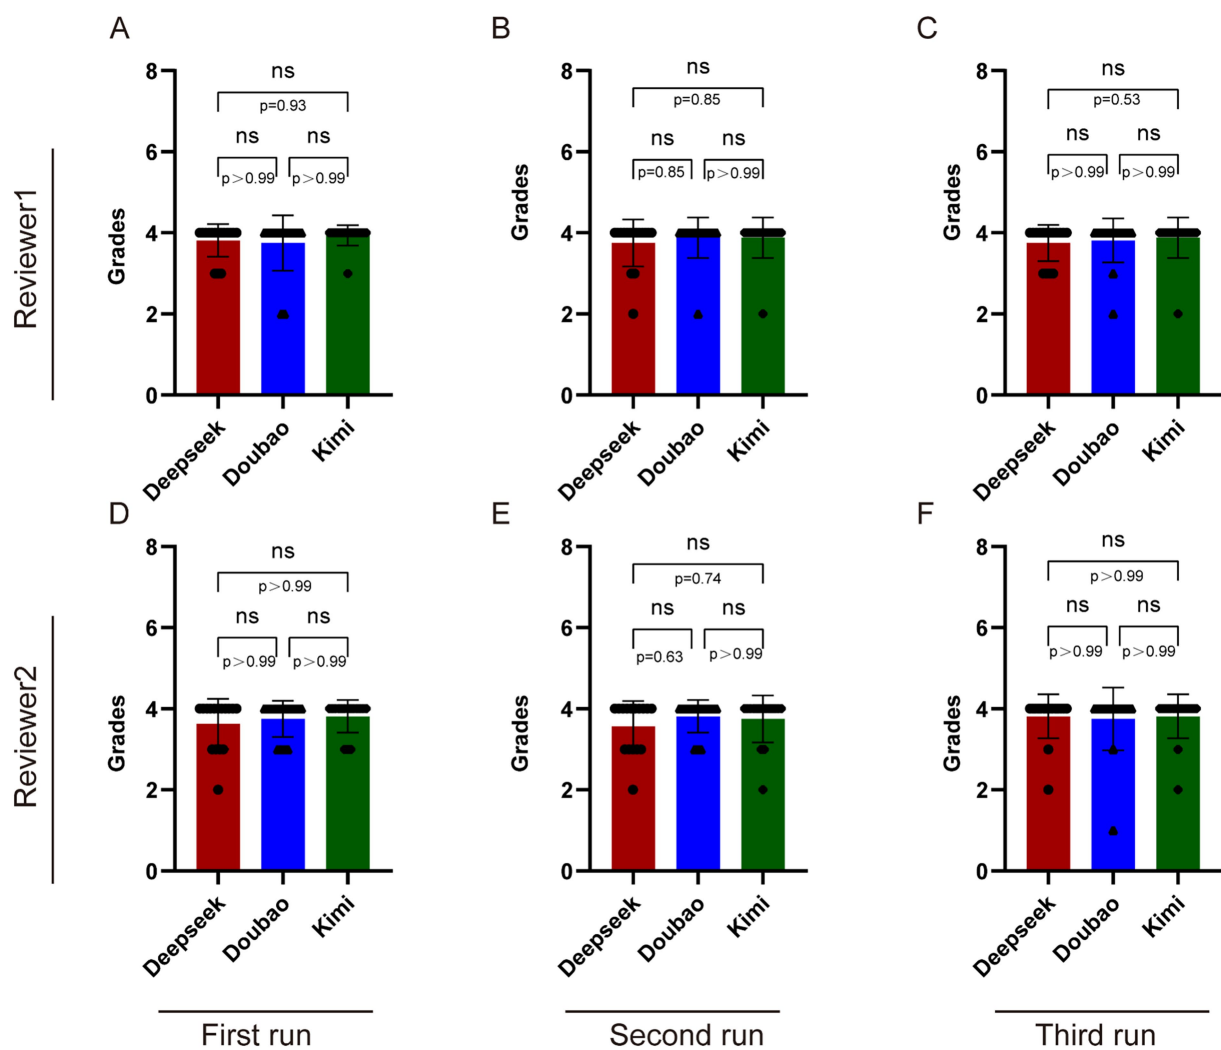 A
8
6
4
2
0
Grades
ns
p=0.93
ns
ns
p>0.99
p>0.99
Deepseek
Doubao
Kimi
B
8
6
4
2
0
Grades
ns
p=0.85
ns
ns
p=0.85
p>0.99
Deepseek
Doubao
Kimi
C
8
6
4
2
0
Grades
ns
p=0.53
ns
ns
p>0.99
p>0.99
Deepseek
Doubao
Kimi
Reviewer1
D
8
6
4
2
0
Grades
ns
p>0.99
ns
ns
p>0.99
p>0.99
Deepseek
Doubao
Kimi
E
8
6
4
2
0
Grades
ns
p=0.74
ns
ns
p=0.63
p>0.99
Deepseek
Doubao
Kimi
F
8
6
4
2
0
Grades
ns
p>0.99
ns
ns
p>0.99
p>0.99
Deepseek
Doubao
Kimi
Reviewer2
First run
Second run
Third run